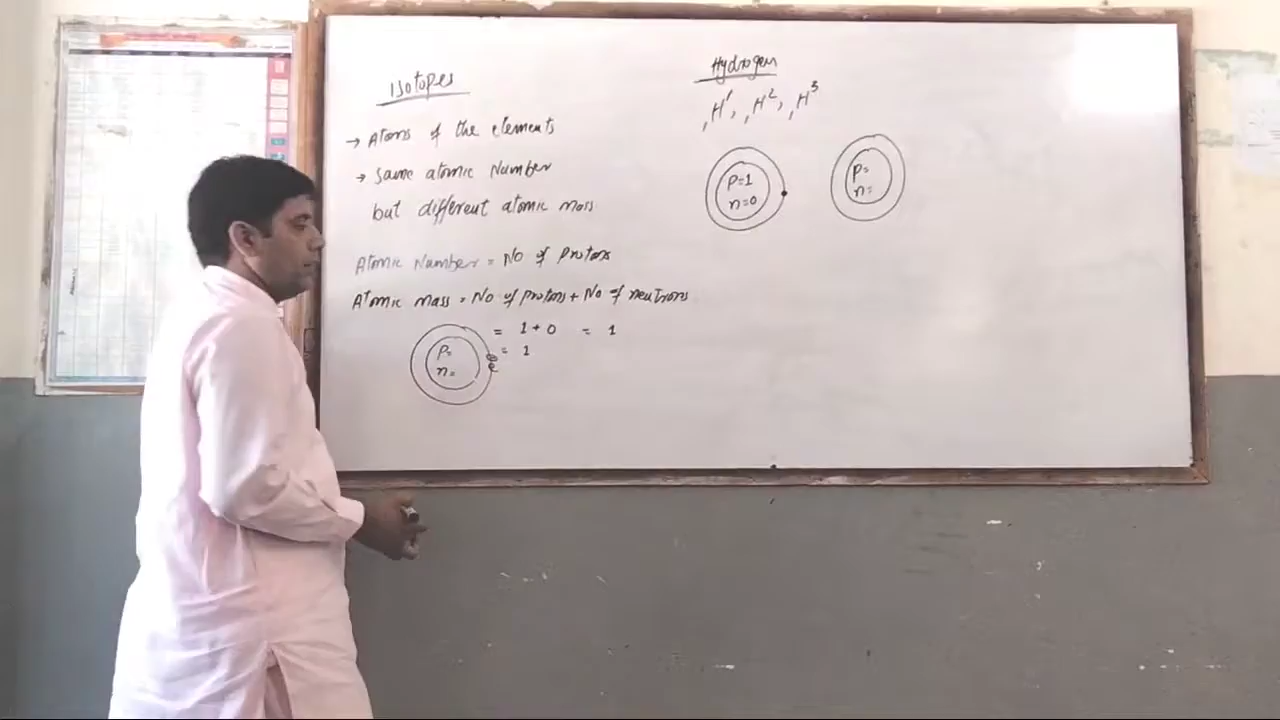 Isotopes
→ Atoms of the elements
→ Same atomic Number
but different atomic mass.
Atomic Number = No of Protons
Atomic mass = No of protons + No of neutrons
= 1 + 0 = 1
= 1
P=
n=
e
Hydrogen
₁H¹, ₁H², ₁H³
P=1
n=0
P=
n=